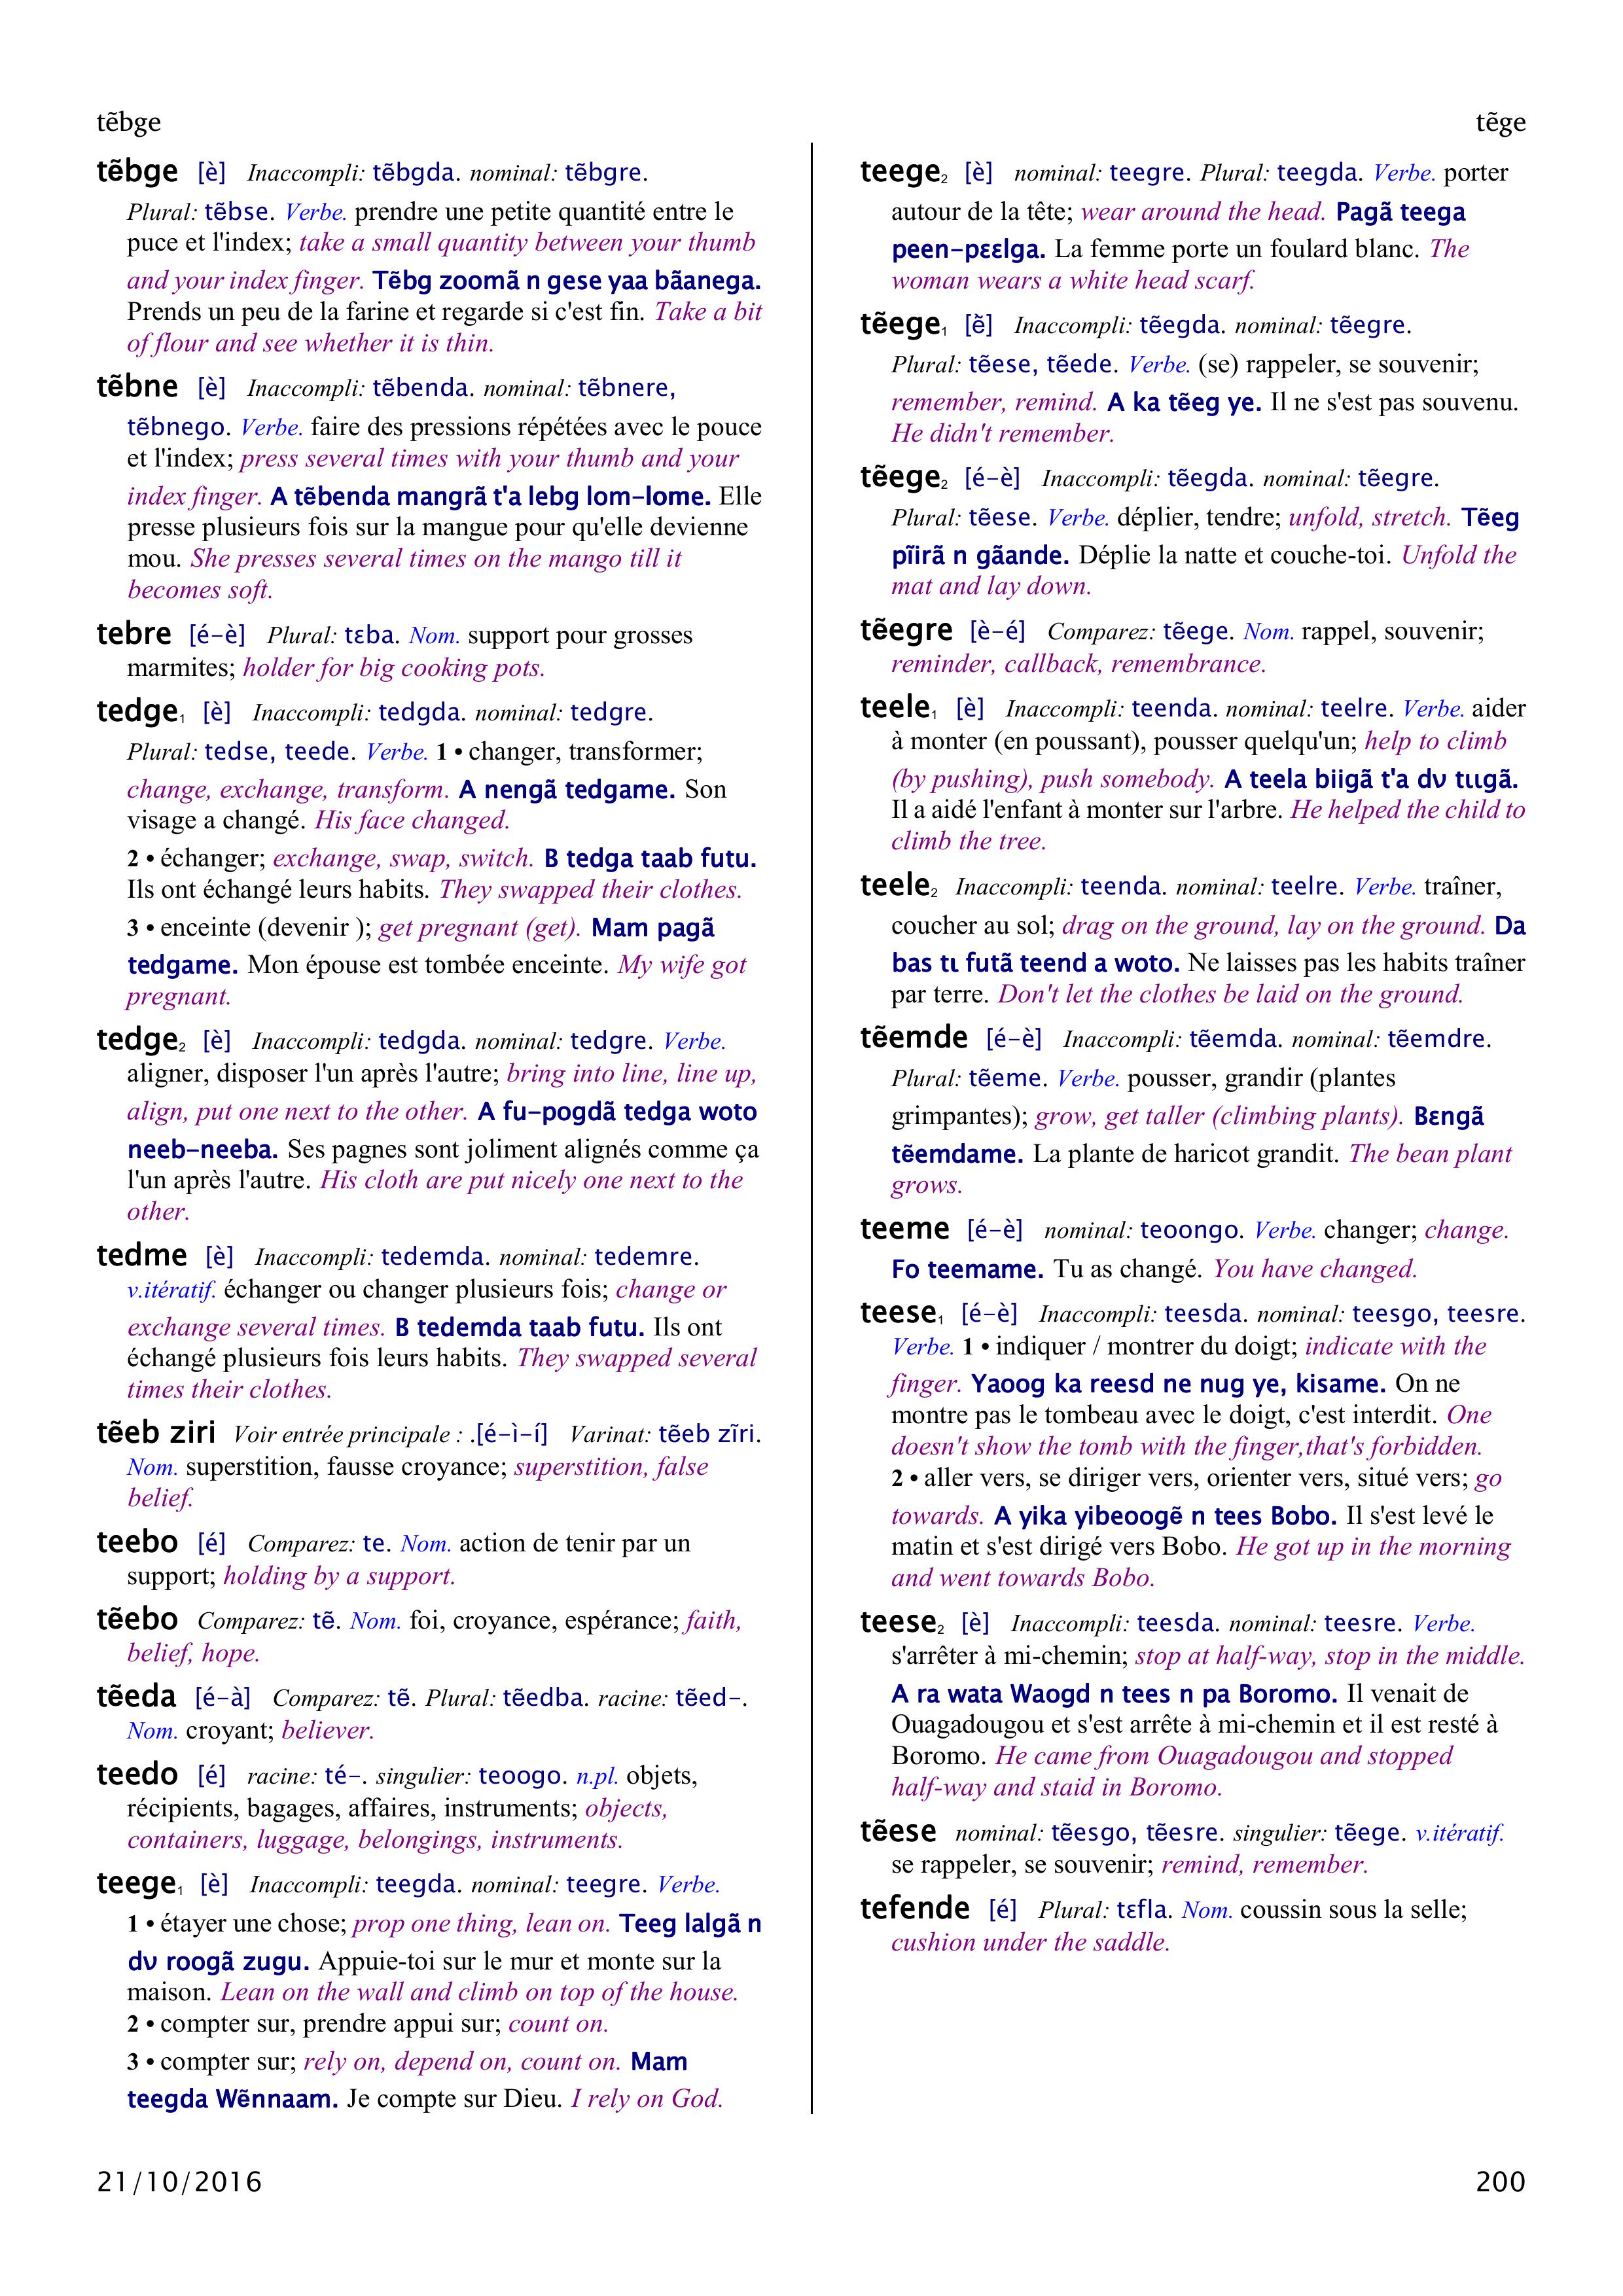 tẽbge
tẽge
tẽbge [è] Inaccompli: tẽbgda. nominal: tẽbgre.
Plural: tẽbse. Verbe. prendre une petite quantité entre le
puce et l'index; take a small quantity between your thumb
and your index finger. Tẽbg zoomã n gese yaa bãanega.
Prends un peu de la farine et regarde si c'est fin. Take a bit
of flour and see whether it is thin.
tẽbne [è] Inaccompli: tẽbenda. nominal: tẽbnere,
tẽbnego. Verbe. faire des pressions répétées avec le pouce
et l'index; press several times with your thumb and your
index finger. A tẽbenda mangrã t'a lebg lom-lome. Elle
presse plusieurs fois sur la mangue pour qu'elle devienne
mou. She presses several times on the mango till it
becomes soft.
tebre [é-è] Plural: tɛba. Nom. support pour grosses
marmites; holder for big cooking pots.
tedge₁ [è] Inaccompli: tedgda. nominal: tedgre.
Plural: tedse, teede. Verbe. 1 • changer, transformer;
change, exchange, transform. A nengã tedgame. Son
visage a changé. His face changed.
2 • échanger; exchange, swap, switch. B tedga taab futu.
Ils ont échangé leurs habits. They swapped their clothes.
3 • enceinte (devenir ); get pregnant (get). Mam pagã
tedgame. Mon épouse est tombée enceinte. My wife got
pregnant.
tedge₂ [è] Inaccompli: tedgda. nominal: tedgre. Verbe.
aligner, disposer l'un après l'autre; bring into line, line up,
align, put one next to the other. A fu-pogdã tedga woto
neeb-neeba. Ses pagnes sont joliment alignés comme ça
l'un après l'autre. His cloth are put nicely one next to the
other.
tedme [è] Inaccompli: tedemda. nominal: tedemre.
v.itératif. échanger ou changer plusieurs fois; change or
exchange several times. B tedemda taab futu. Ils ont
échangé plusieurs fois leurs habits. They swapped several
times their clothes.
tẽeb ziri Voir entrée principale : .[é-ì-í] Varinat: tẽeb zĩri.
Nom. superstition, fausse croyance; superstition, false
belief.
teebo [é] Comparez: te. Nom. action de tenir par un
support; holding by a support.
tẽebo Comparez: tẽ. Nom. foi, croyance, espérance; faith,
belief, hope.
tẽeda [é-à] Comparez: tẽ. Plural: tẽedba. racine: tẽed-.
Nom. croyant; believer.
teedo [é] racine: té-. singulier: teoogo. n.pl. objets,
récipients, bagages, affaires, instruments; objects,
containers, luggage, belongings, instruments.
teege₁ [è] Inaccompli: teegda. nominal: teegre. Verbe.
1 • étayer une chose; prop one thing, lean on. Teeg lalgã n
dʋ roogã zugu. Appuie-toi sur le mur et monte sur la
maison. Lean on the wall and climb on top of the house.
2 • compter sur, prendre appui sur; count on.
3 • compter sur; rely on, depend on, count on. Mam
teegda Wẽnnaam. Je compte sur Dieu. I rely on God.
teege₂ [è] nominal: teegre. Plural: teegda. Verbe. porter
autour de la tête; wear around the head. Pagã teega
peen-pɛɛlga. La femme porte un foulard blanc. The
woman wears a white head scarf.
tẽege₁ [ẽ̀] Inaccompli: tẽegda. nominal: tẽegre.
Plural: tẽese, tẽede. Verbe. (se) rappeler, se souvenir;
remember, remind. A ka tẽeg ye. Il ne s'est pas souvenu.
He didn't remember.
tẽege₂ [é-è] Inaccompli: tẽegda. nominal: tẽegre.
Plural: tẽese. Verbe. déplier, tendre; unfold, stretch. Tẽeg
pĩirã n gãande. Déplie la natte et couche-toi. Unfold the
mat and lay down.
tẽegre [è-é] Comparez: tẽege. Nom. rappel, souvenir;
reminder, callback, remembrance.
teele₁ [è] Inaccompli: teenda. nominal: teelre. Verbe. aider
à monter (en poussant), pousser quelqu'un; help to climb
(by pushing), push somebody. A teela biigã t'a dʋ tɩɩgã.
Il a aidé l'enfant à monter sur l'arbre. He helped the child to
climb the tree.
teele₂ Inaccompli: teenda. nominal: teelre. Verbe. traîner,
coucher au sol; drag on the ground, lay on the ground. Da
bas tɩ futã teend a woto. Ne laisses pas les habits traîner
par terre. Don't let the clothes be laid on the ground.
tẽemde [é-è] Inaccompli: tẽemda. nominal: tẽemdre.
Plural: tẽeme. Verbe. pousser, grandir (plantes
grimpantes); grow, get taller (climbing plants). Bɛngã
tẽemdame. La plante de haricot grandit. The bean plant
grows.
teeme [é-è] nominal: teoongo. Verbe. changer; change.
Fo teemame. Tu as changé. You have changed.
teese₁ [é-è] Inaccompli: teesda. nominal: teesgo, teesre.
Verbe. 1 • indiquer / montrer du doigt; indicate with the
finger. Yaoog ka reesd ne nug ye, kisame. On ne
montre pas le tombeau avec le doigt, c'est interdit. One
doesn't show the tomb with the finger,that's forbidden.
2 • aller vers, se diriger vers, orienter vers, situé vers; go
towards. A yika yibeoogẽ n tees Bobo. Il s'est levé le
matin et s'est dirigé vers Bobo. He got up in the morning
and went towards Bobo.
teese₂ [è] Inaccompli: teesda. nominal: teesre. Verbe.
s'arrêter à mi-chemin; stop at half-way, stop in the middle.
A ra wata Waogd n tees n pa Boromo. Il venait de
Ouagadougou et s'est arrête à mi-chemin et il est resté à
Boromo. He came from Ouagadougou and stopped
half-way and staid in Boromo.
tẽese nominal: tẽesgo, tẽesre. singulier: tẽege. v.itératif.
se rappeler, se souvenir; remind, remember.
tefende [é] Plural: tɛfla. Nom. coussin sous la selle;
cushion under the saddle.
21/10/2016
200